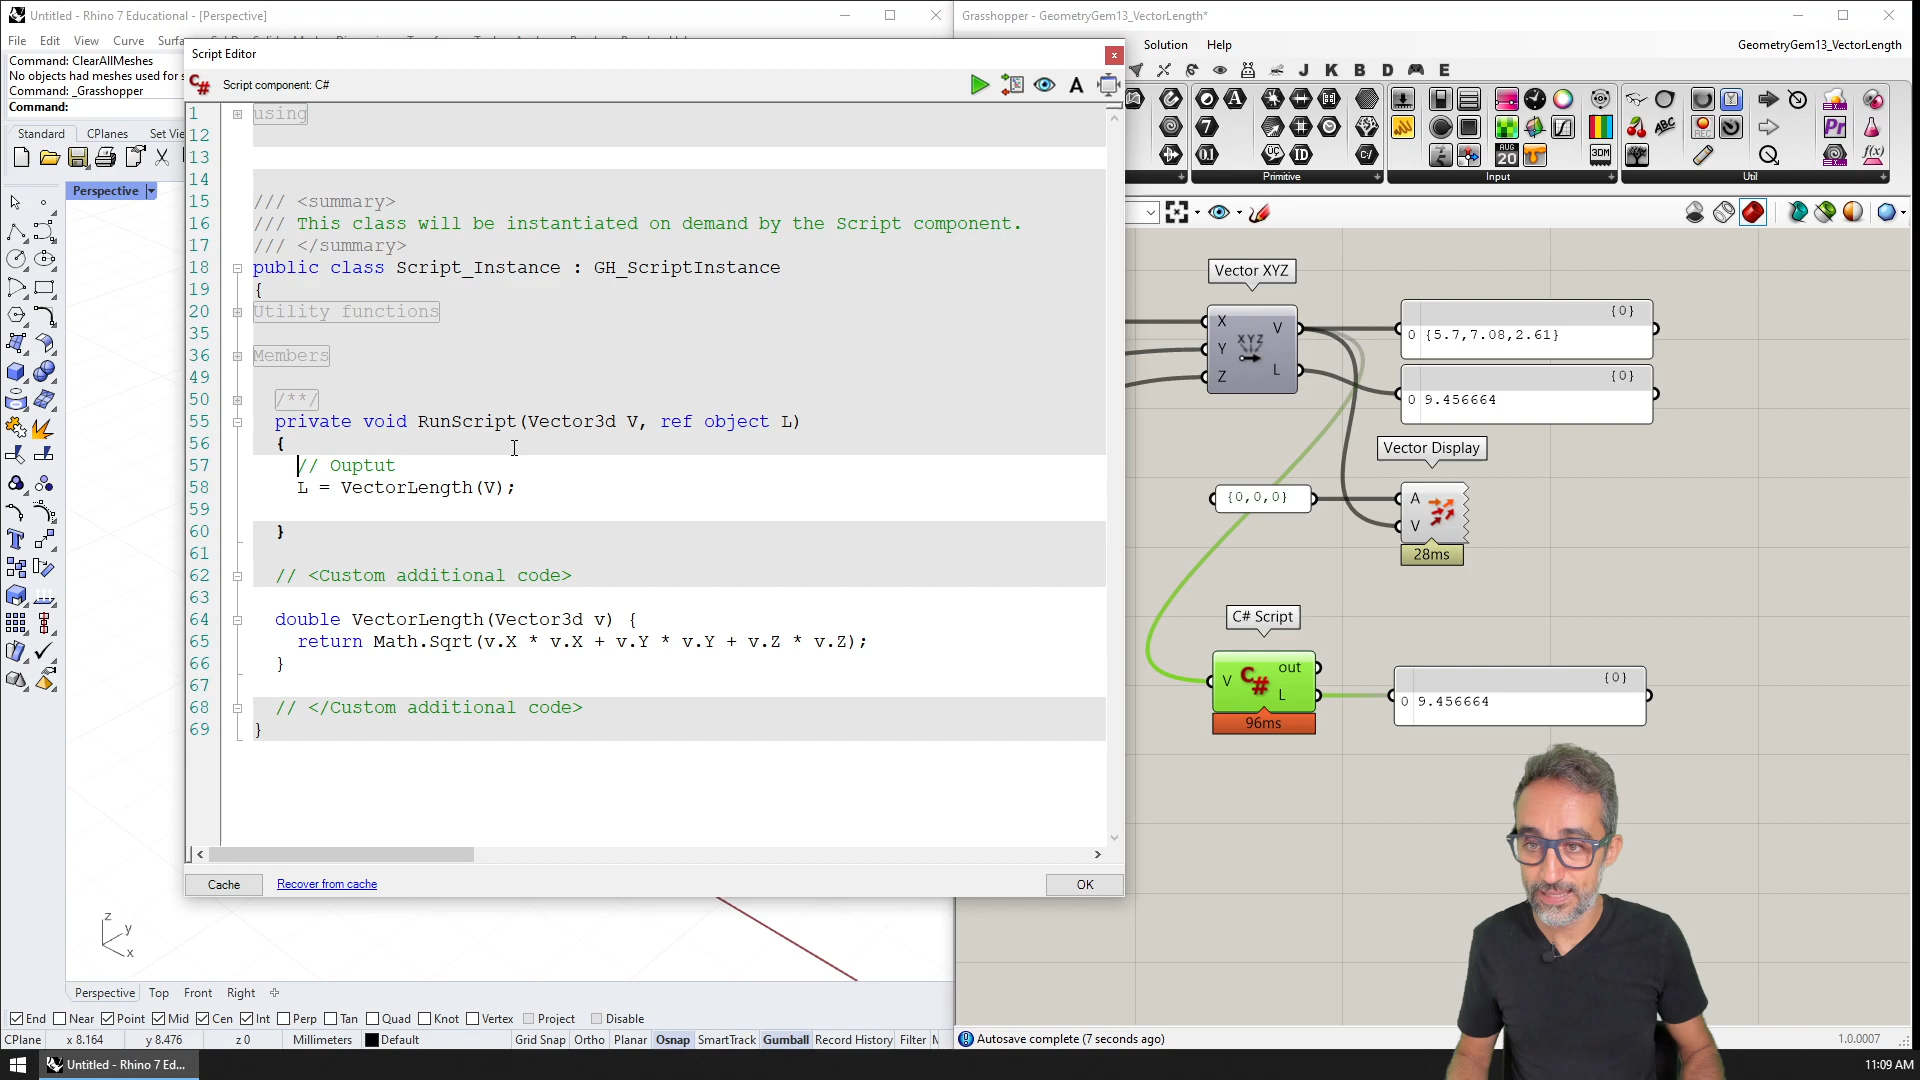 Untitled - Rhino 7 Educational - [Perspective]
File Edit View Curve Surfa
Command: ClearAllMeshes
No objects had meshes used for s
Command: _Grasshopper
Command:
Standard CPlanes Set Vie
Perspective
Script Editor
C# Script component: C#
1 using
12
13
14
15 /// <summary>
16 /// This class will be instantiated on demand by the Script component.
17 /// </summary>
18 public class Script_Instance : GH_ScriptInstance
19 {
20 Utility functions
35
36 Members
49
50 /**/
55 private void RunScript(Vector3d V, ref object L)
56 {
57 // Ouptut
58 L = VectorLength(V);
59
60 }
61
62 // <Custom additional code>
63
64 double VectorLength(Vector3d v) {
65 return Math.Sqrt(v.X * v.X + v.Y * v.Y + v.Z * v.Z);
66 }
67
68 // </Custom additional code>
69 }
Cache Recover from cache OK
z
y
x
Perspective Top Front Right
End Near Point Mid Cen Int Perp Tan Quad Knot Vertex Project Disable
CPlane x 8.164 y 8.476 z 0 Millimeters Default Grid Snap Ortho Planar Osnap SmartTrack Gumball Record History Filter M
Untitled - Rhino 7 Ed...
Grasshopper - GeometryGem13_VectorLength*
Solution Help GeometryGem13_VectorLength
J K B D E
Primitive Input Util
Vector XYZ
X Y Z V L
XYZ
{0}
0 {5.7,7.08,2.61}
{0}
0 9.456664
Vector Display
{0,0,0}
A
V
28ms
C# Script
V C# out L
96ms
{0}
0 9.456664
Autosave complete (7 seconds ago) 1.0.0007
11:09 AM